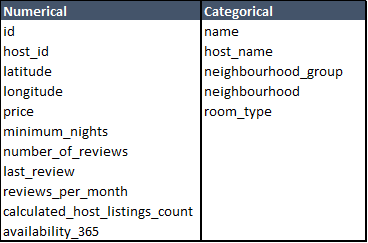 Numerical Categorical
id name
host_id host_name
latitude neighbourhood_group
longitude neighbourhood
price room_type
minimum_nights
number_of_reviews
last_review
reviews_per_month
calculated_host_listings_count
availability_365